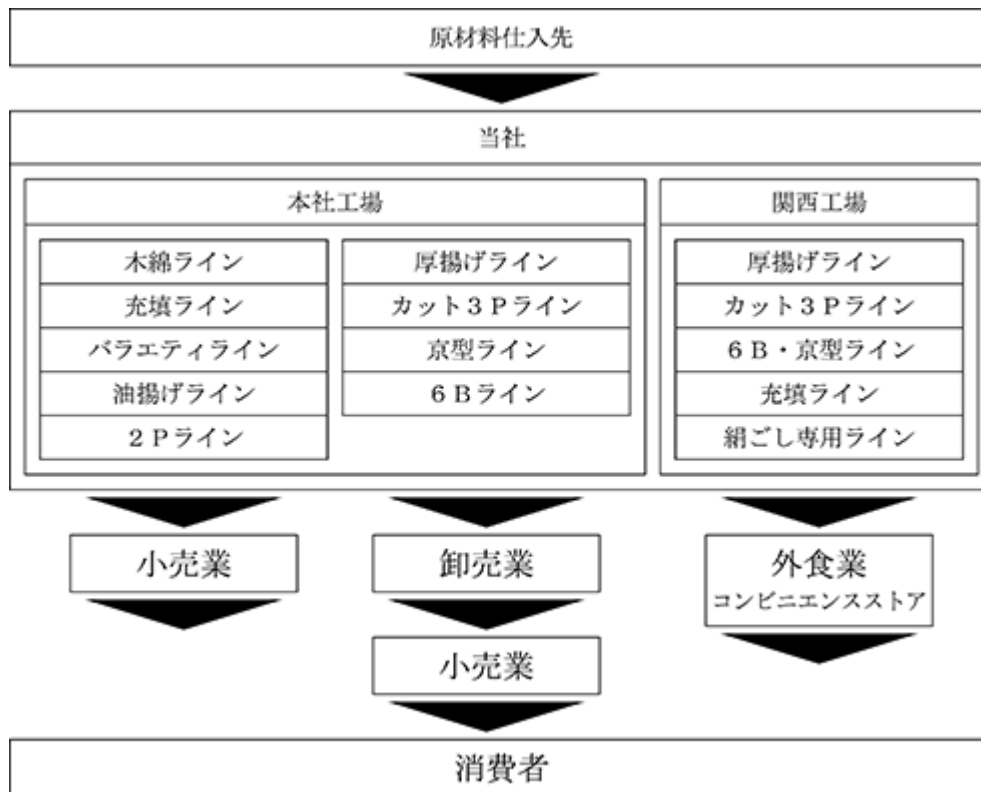 原材料仕入先
当社
本社工場
木綿ライン
充填ライン
バラエティライン
油揚げライン
２Ｐライン
厚揚げライン
カット３Ｐライン
京型ライン
６Ｂライン
関西工場
厚揚げライン
カット３Ｐライン
６Ｂ・京型ライン
充填ライン
絹ごし専用ライン
小売業
卸売業
小売業
外食業
コンビニエンスストア
消費者